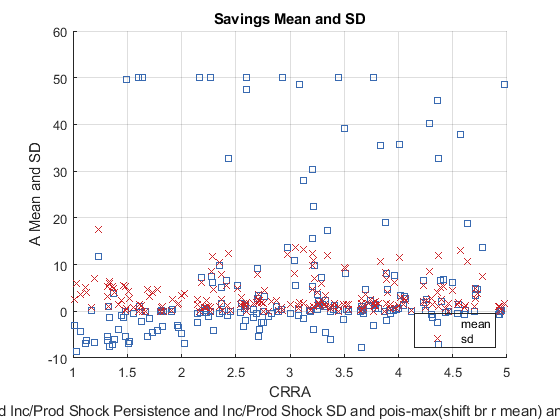 Savings Mean and SD
60
50
40
30
20
10
0
-10
A Mean and SD
mean
sd
1
1.5
2
2.5
3
3.5
4
4.5
5
CRRA
d Inc/Prod Shock Persistence and Inc/Prod Shock SD and pois-max(shift br r mean) an